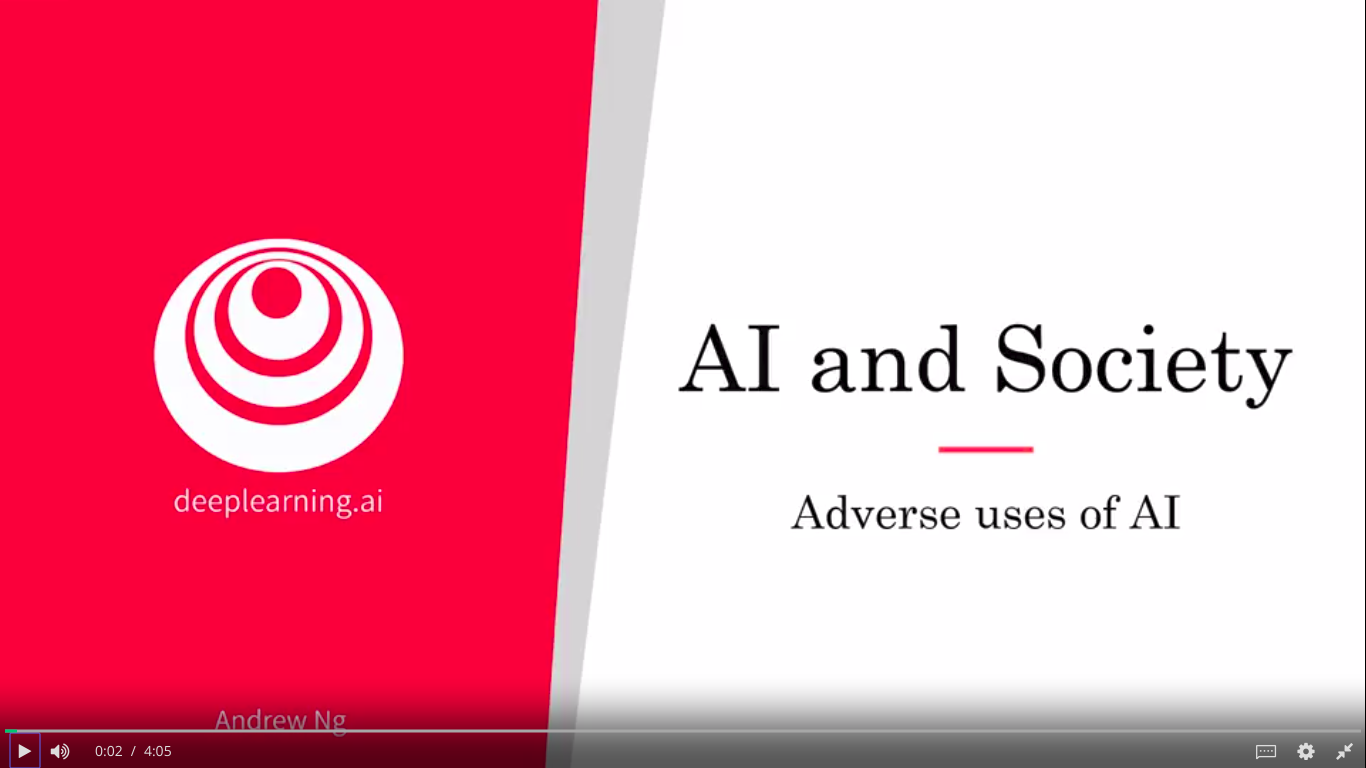 deeplearning.ai
AI and Society
Adverse uses of AI
Andrew Ng
0:02 / 4:05